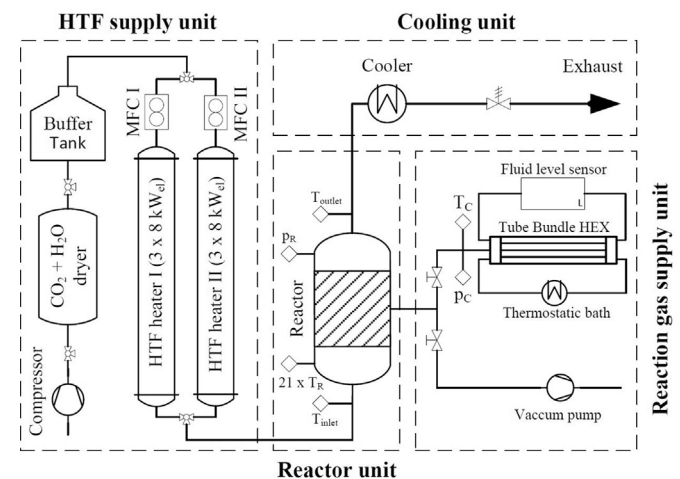 HTF supply unit
Cooling unit
Cooler
Exhaust
MFC I
MFC II
Buffer
Tank
CO2 + H2O
dryer
Compressor
HTF heater I (3 x 8 kWel)
HTF heater II (3 x 8 kWel)
Toutlet
pR
Reactor
21 x TR
Tinlet
Fluid level sensor
L
TC
Tube Bundle HEX
pC
Thermostatic bath
Vaccum pump
Reaction gas supply unit
Reactor unit